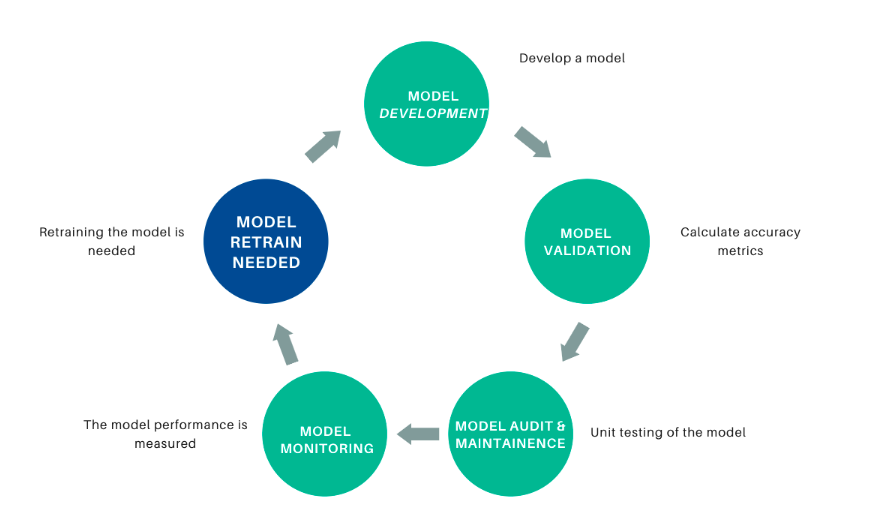 Develop a model
MODEL
DEVELOPMENT
MODEL
VALIDATION
Calculate accuracy
metrics
MODEL AUDIT &
MAINTAINENCE
Unit testing of the model
MODEL
MONITORING
The model performance is
measured
MODEL
RETRAIN
NEEDED
Retraining the model is
needed